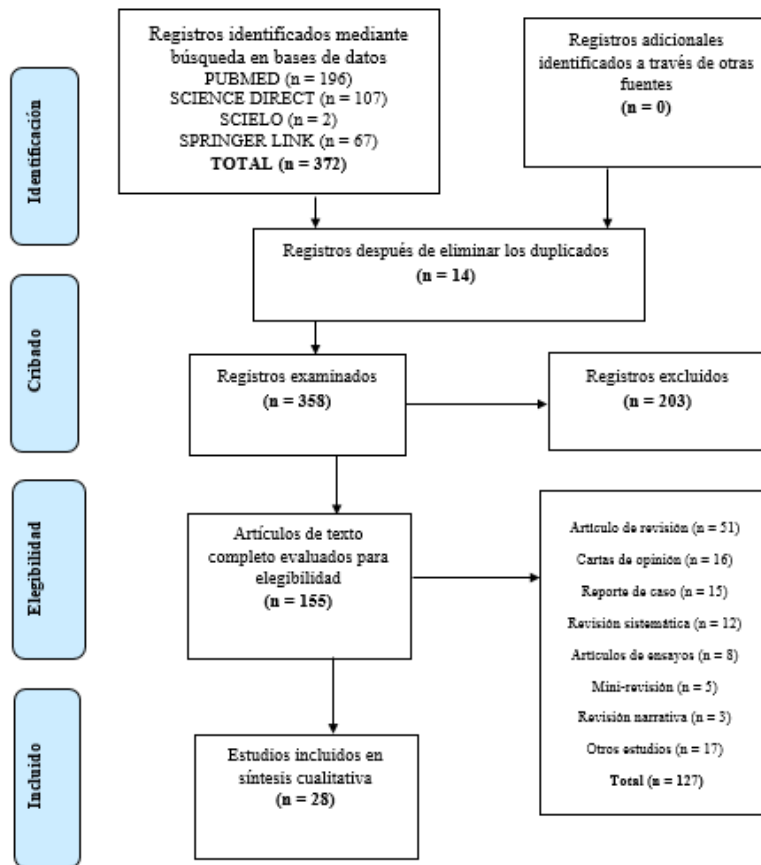 Identificación
Registros identificados mediante
búsqueda en bases de datos
PUBMED (n = 196)
SCIENCE DIRECT (n = 107)
SCIELO (n = 2)
SPRINGER LINK (n = 67)
TOTAL (n = 372)
Registros adicionales
identificados a través de otras
fuentes
(n = 0)
Registros después de eliminar los duplicados
(n = 14)
Cribado
Registros examinados
(n = 358)
Registros excluidos
(n = 203)
Elegibilidad
Artículos de texto
completo evaluados para
elegibilidad
(n = 155)
Artículo de revisión (n = 51)
Cartas de opinión (n = 16)
Reporte de caso (n = 15)
Revisión sistemática (n = 12)
Artículos de ensayos (n = 8)
Mini-revisión (n = 5)
Revisión narrativa (n = 3)
Otros estudios (n = 17)
Total (n = 127)
Incluido
Estudios incluidos en
síntesis cualitativa
(n = 28)